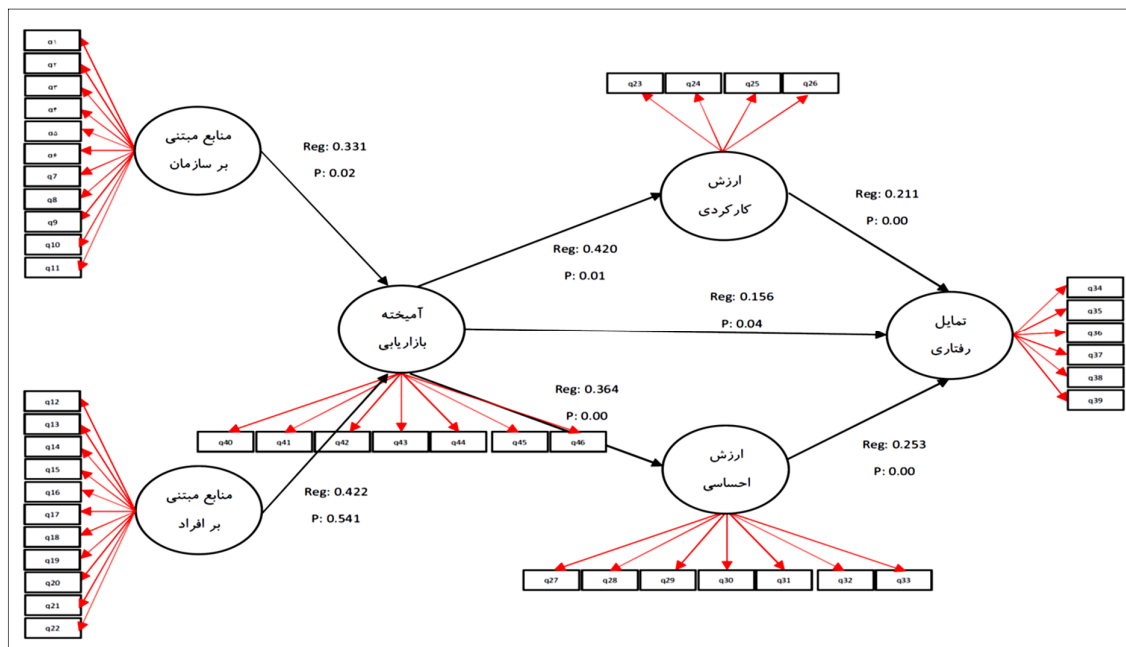 q۱
q۲
q۳
q۴
q۵
q۶
q7
q8
q9
q10
q11
منابع مبتنی
بر سازمان
Reg: 0.331
P: 0.02
q23
q24
q25
q26
ارزش
کارکردی
Reg: 0.211
P: 0.00
Reg: 0.420
P: 0.01
آمیخته
بازاریابی
Reg: 0.156
P: 0.04
تمایل
رفتاری
q34
q35
q36
q37
q38
q39
q12
q13
q14
q15
q16
q17
q18
q19
q20
q21
q22
منابع مبتنی
بر افراد
Reg: 0.422
P: 0.541
q40
q41
q42
q43
q44
q45
q46
Reg: 0.364
P: 0.00
ارزش
احساسی
Reg: 0.253
P: 0.00
q27
q28
q29
q30
q31
q32
q33